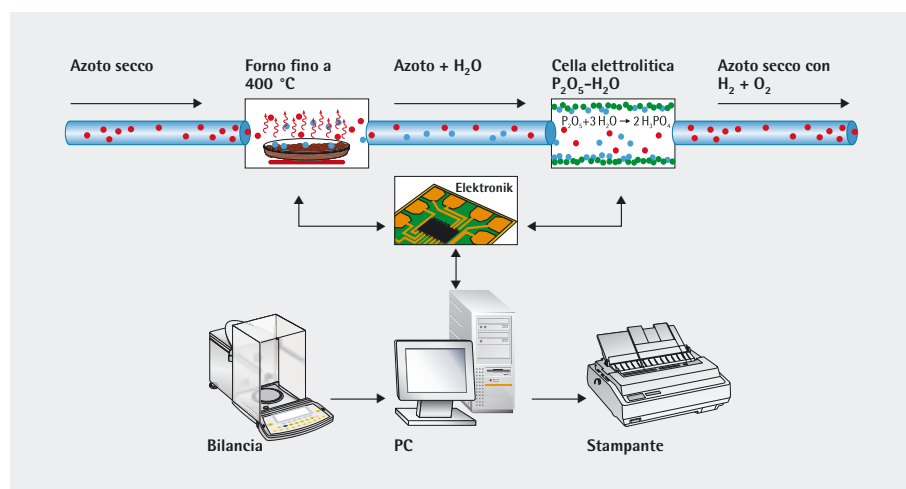 Azoto secco
Forno fino a
400 °C
Azoto + H₂O
Cella elettrolitica
P₂O₅-H₂O
Azoto secco con
H₂ + O₂
P₂O₅+3 H₂O → 2 H₃PO₄
Elektronik
Bilancia
PC
Stampante